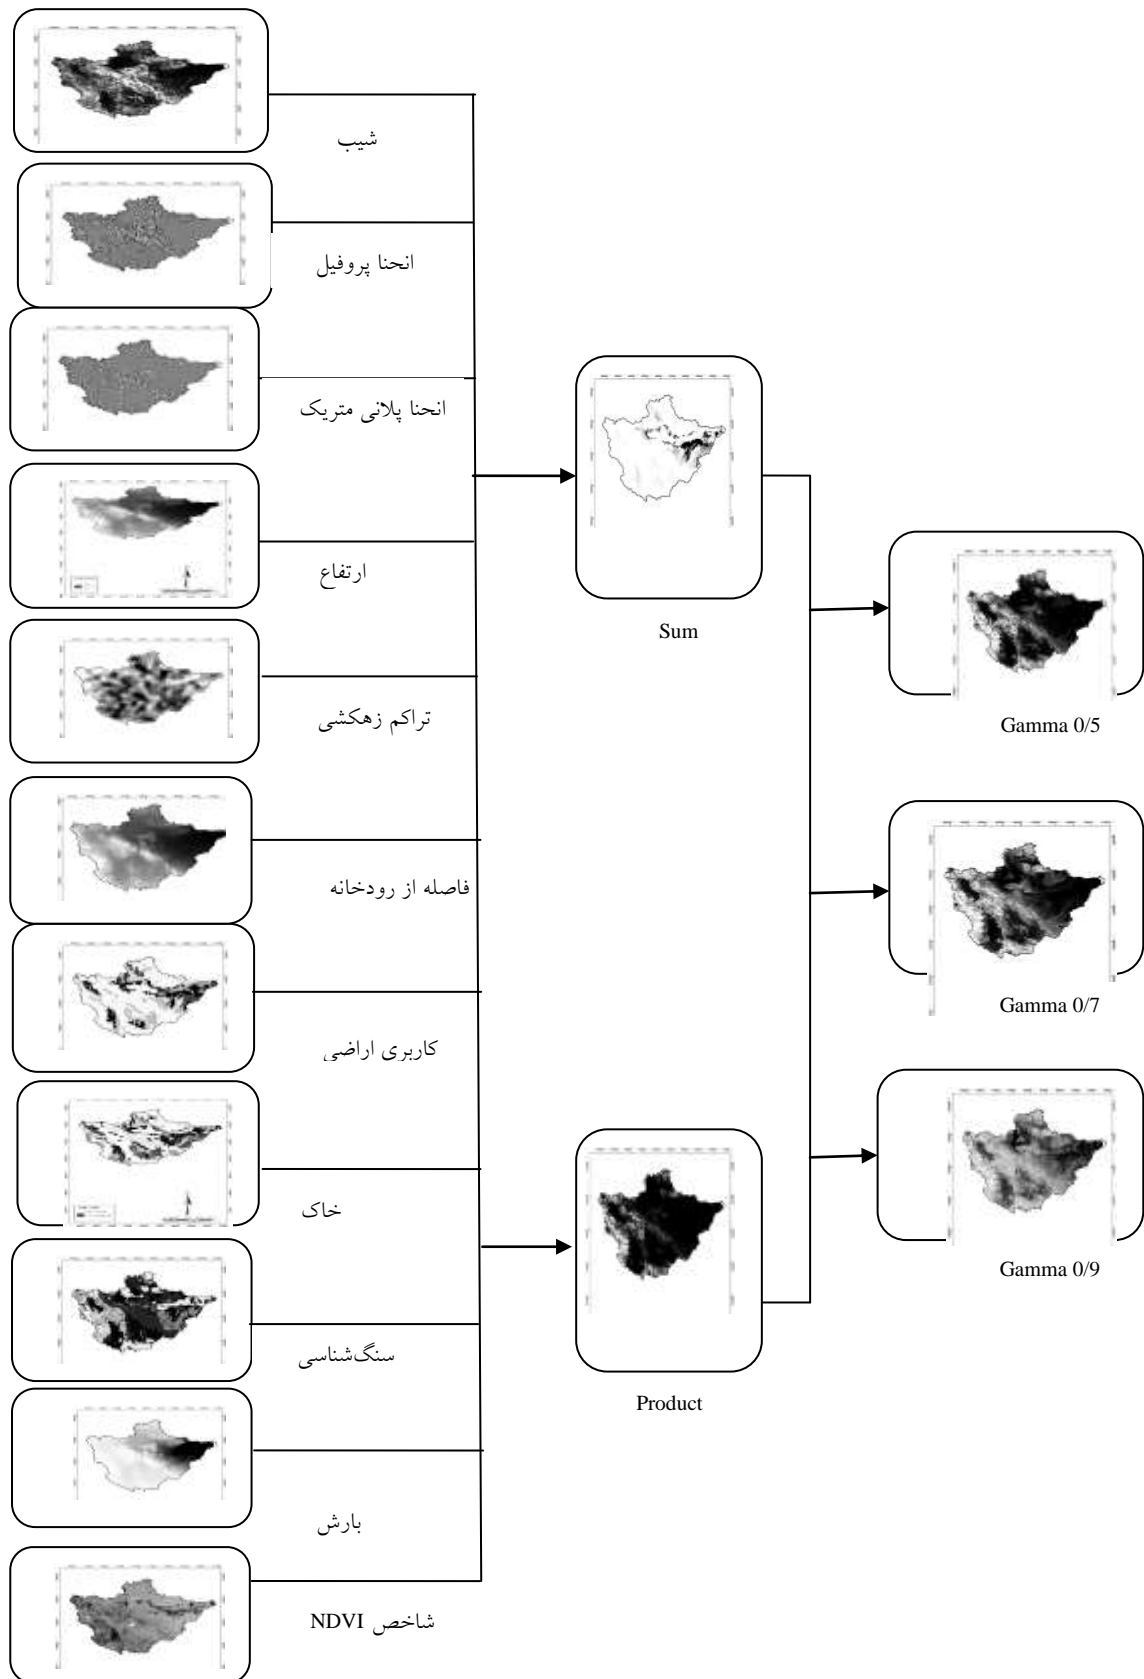 شیب
انحنا پروفیل
انحنا پلانی متریک
ارتفاع
تراکم زهکشی
فاصله از رودخانه
کاربری اراضی
خاک
سنگ‌شناسی
بارش
شاخص NDVI
Sum
Product
Gamma 0/5
Gamma 0/7
Gamma 0/9